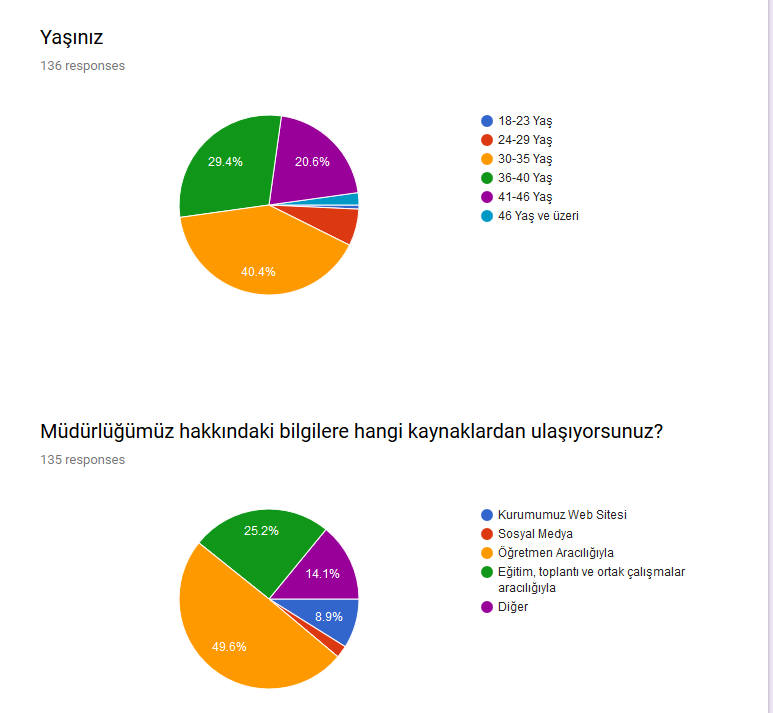 Yaşınız
136 responses
29.4%
20.6%
40.4%
18-23 Yaş
24-29 Yaş
30-35 Yaş
36-40 Yaş
41-46 Yaş
46 Yaş ve üzeri
Müdürlüğümüz hakkındaki bilgilere hangi kaynaklardan ulaşıyorsunuz?
135 responses
25.2%
14.1%
8.9%
49.6%
Kurumumuz Web Sitesi
Sosyal Medya
Öğretmen Aracılığıyla
Eğitim, toplantı ve ortak çalışmalar
aracılığıyla
Diğer